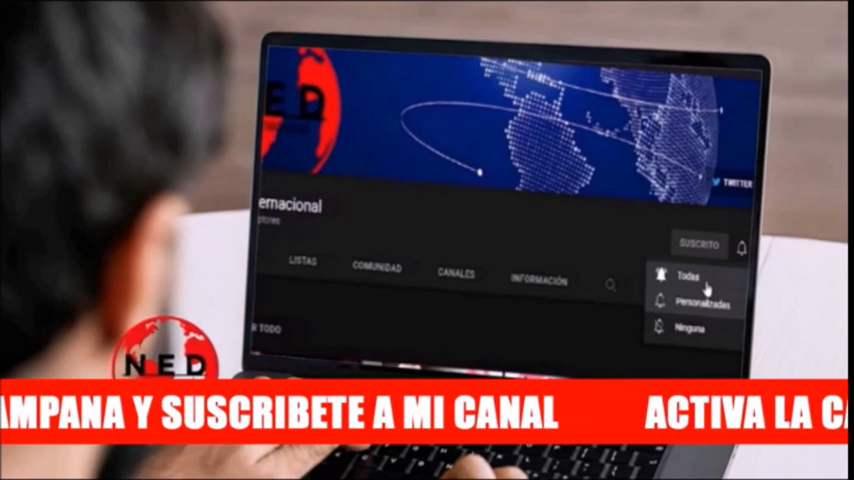 ED
TWITTER
ernacional
SUSCRITO
LISTAS
COMUNIDAD
CANALES
INFORMACIÓN
Todas
Personalizadas
Ninguna
R TODO
NED
AMPANA Y SUSCRIBETE A MI CANAL ACTIVA LA CA